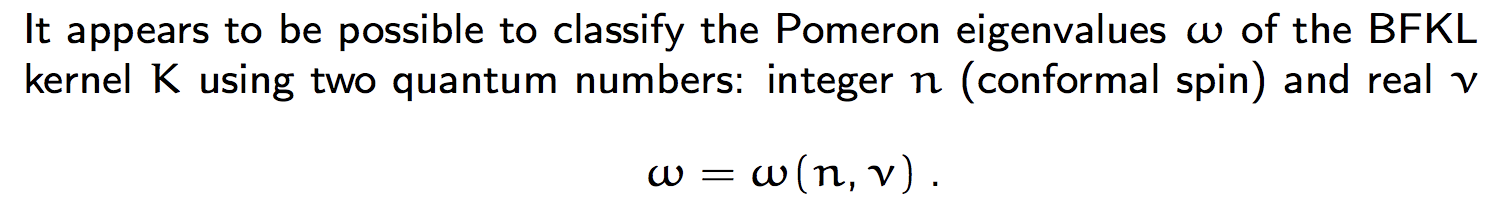 It appears to be possible to classify the Pomeron eigenvalues ω of the BFKL
kernel K using two quantum numbers: integer n (conformal spin) and real ν
ω = ω(n, ν) .